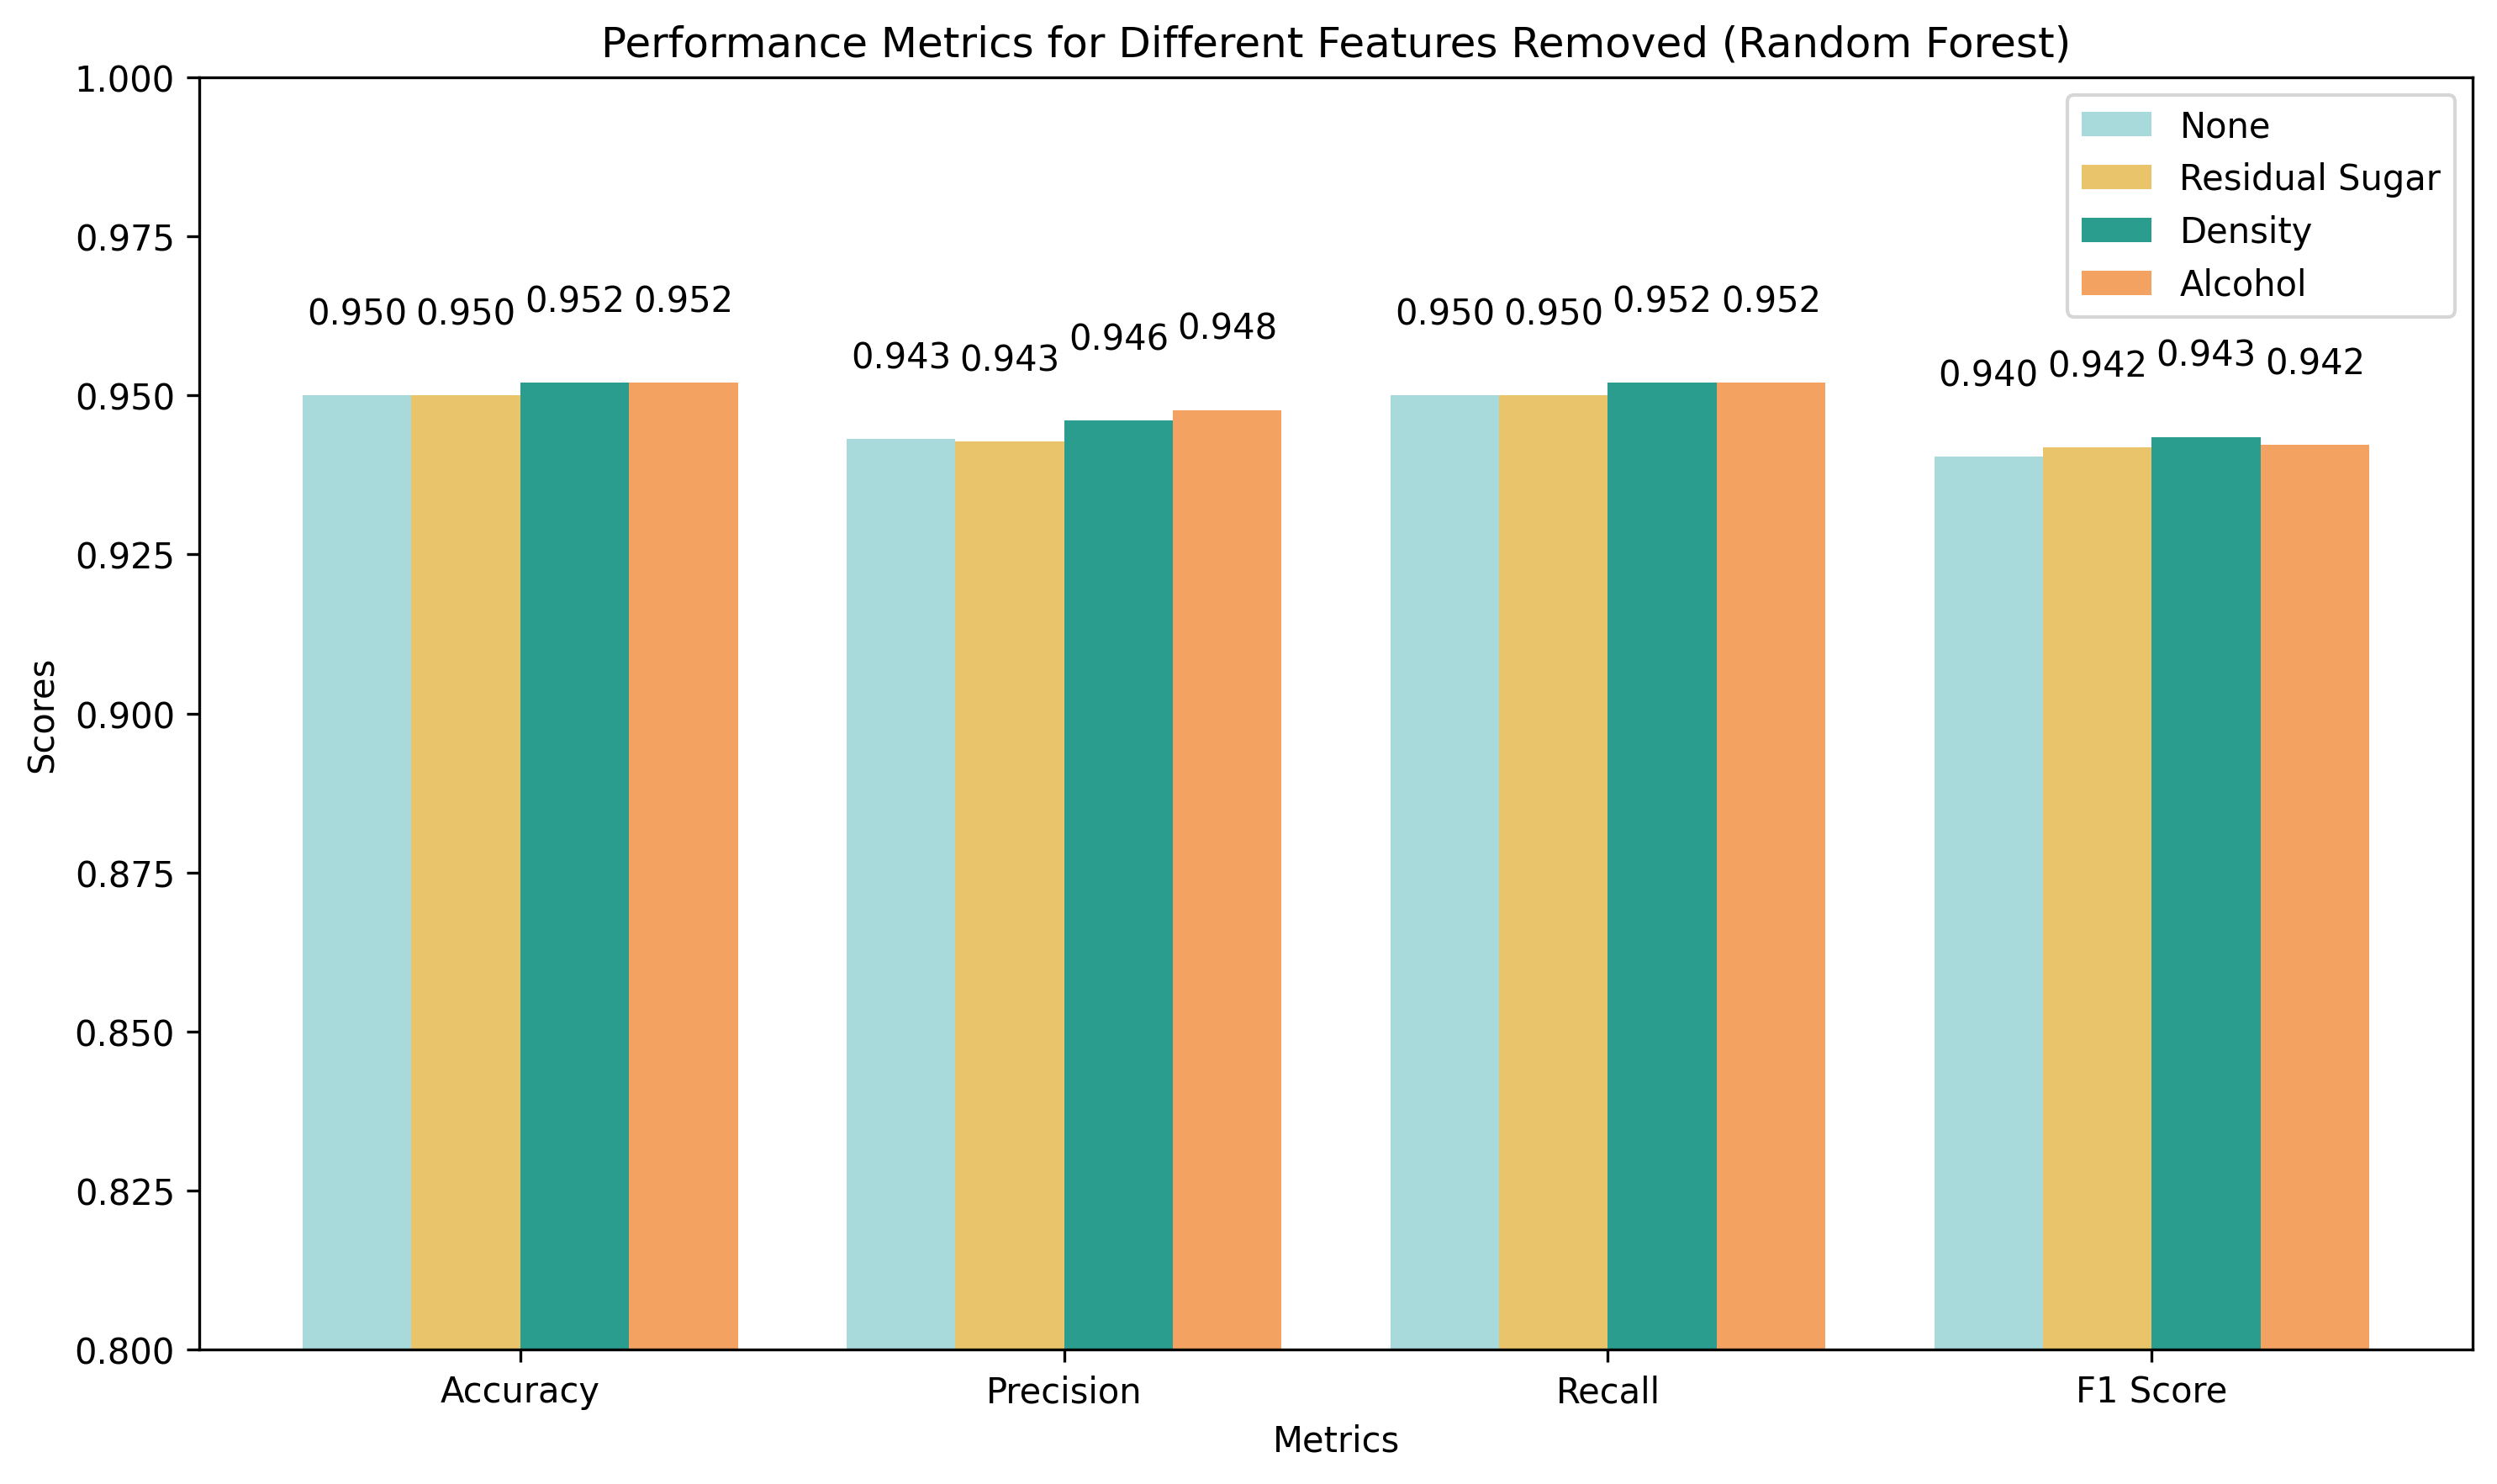 Performance Metrics for Different Features Removed (Random Forest)
1.000
0.975
0.950
0.925
0.900
0.875
0.850
0.825
0.800
Scores
None
Residual Sugar
Density
Alcohol
0.950 0.950 0.952 0.952
0.943 0.943 0.946 0.948
0.950 0.950 0.952 0.952
0.940 0.942 0.943 0.942
Accuracy Precision Recall F1 Score
Metrics